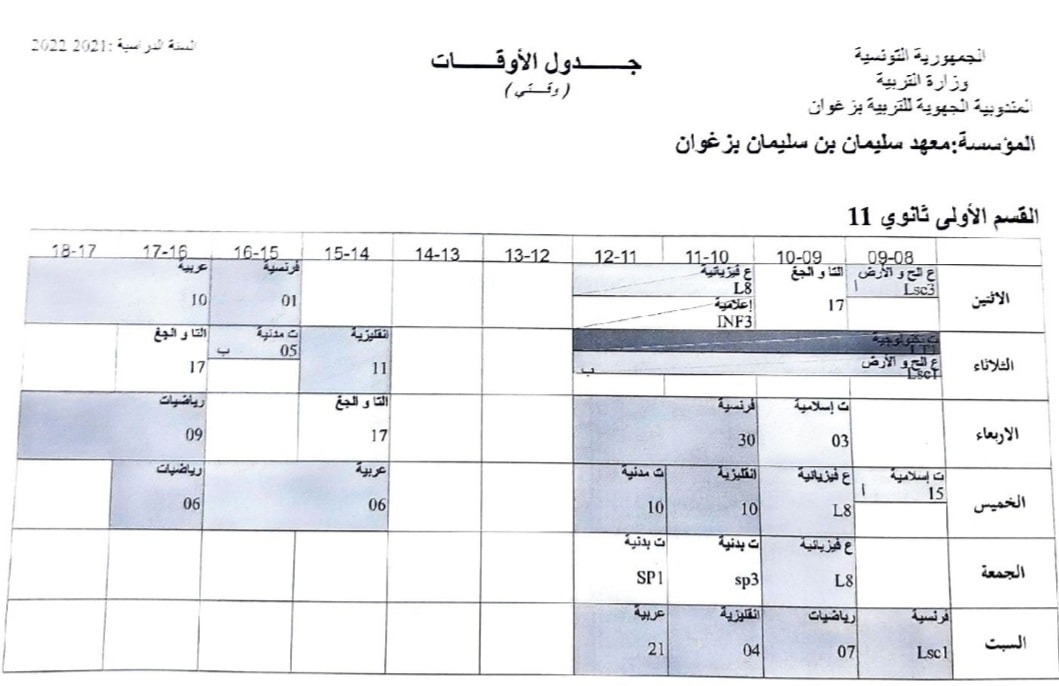 الجمهورية التونسية
وزارة التربية
المندوبية الجهوية للتربية بزغوان
جـــــدول الأوقـــــات
(وقـتـي)
السنة الدراسية :2021 2022
المؤسسة:معهد سليمان بن سليمان بزغوان
القسم الأولى ثانوي 11
09-08 10-09 11-10 12-11 13-12 14-13 15-14 16-15 17-16 18-17
الاثنين
ع الح و الأرض
أ Lsc3
التا و الجغ
17
ع فيزيائية
L8
إعلامية
INF3
فرنسية
01
عربية
10
الثلاثاء
ت تكنولوجية
LT1
ع الح و الأرض
ب Lsc1
انقليزية
11
ت مدنية
ب 05
التا و الجغ
17
الاربعاء
ت إسلامية
03
فرنسية
30
التا و الجغ
17
رياضيات
09
الخميس
ت إسلامية
أ 15
ع فيزيائية
L8
انقليزية
10
ت مدنية
10
عربية
06
رياضيات
06
الجمعة
ع فيزيائية
L8
ت بدنية
sp3
ت بدنية
SP1
السبت
فرنسية
Lsc1
رياضيات
07
انقليزية
04
عربية
21